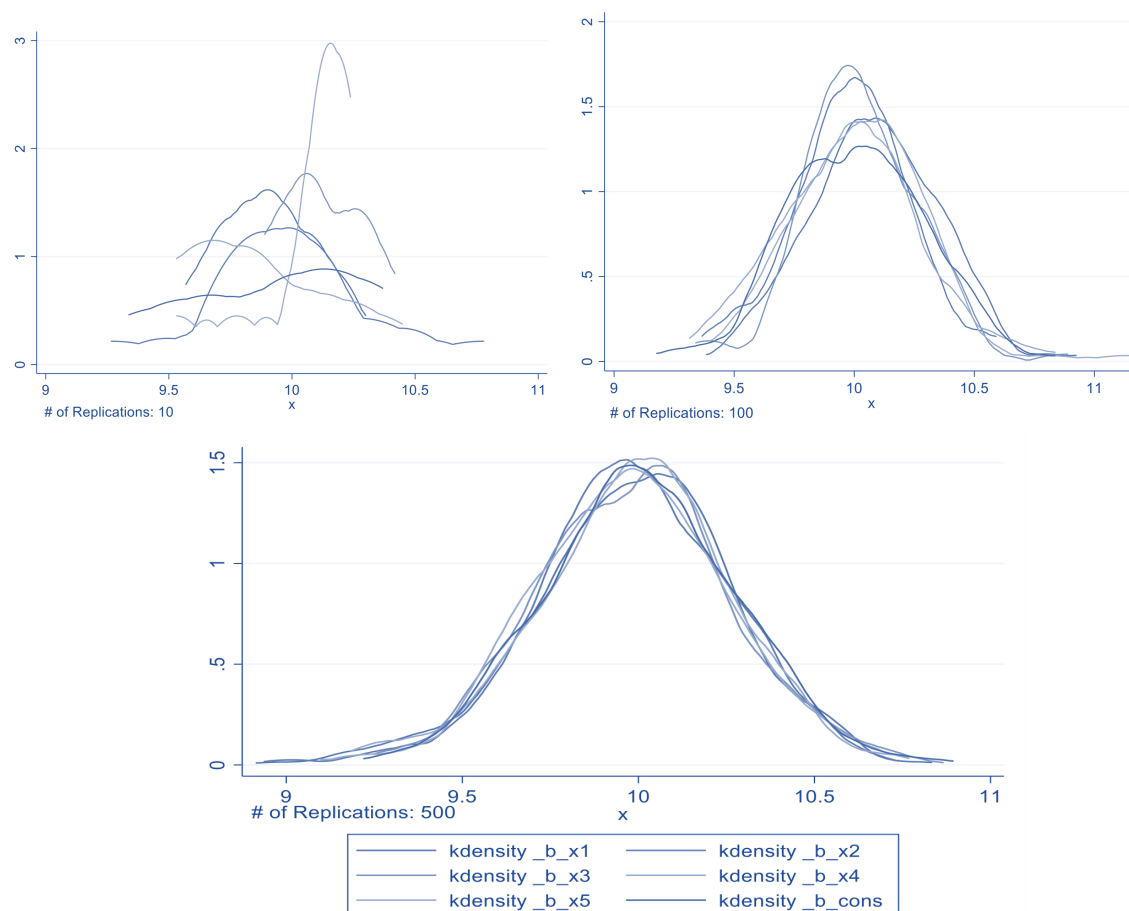 3
2
1
0
9 9.5 10 10.5 11
x
# of Replications: 10
2
1.5
1
.5
0
9 9.5 10 10.5 11
x
# of Replications: 100
1.5
1
.5
0
9 9.5 10 10.5 11
# of Replications: 500 x
kdensity _b_x1 kdensity _b_x2
kdensity _b_x3 kdensity _b_x4
kdensity _b_x5 kdensity _b_cons